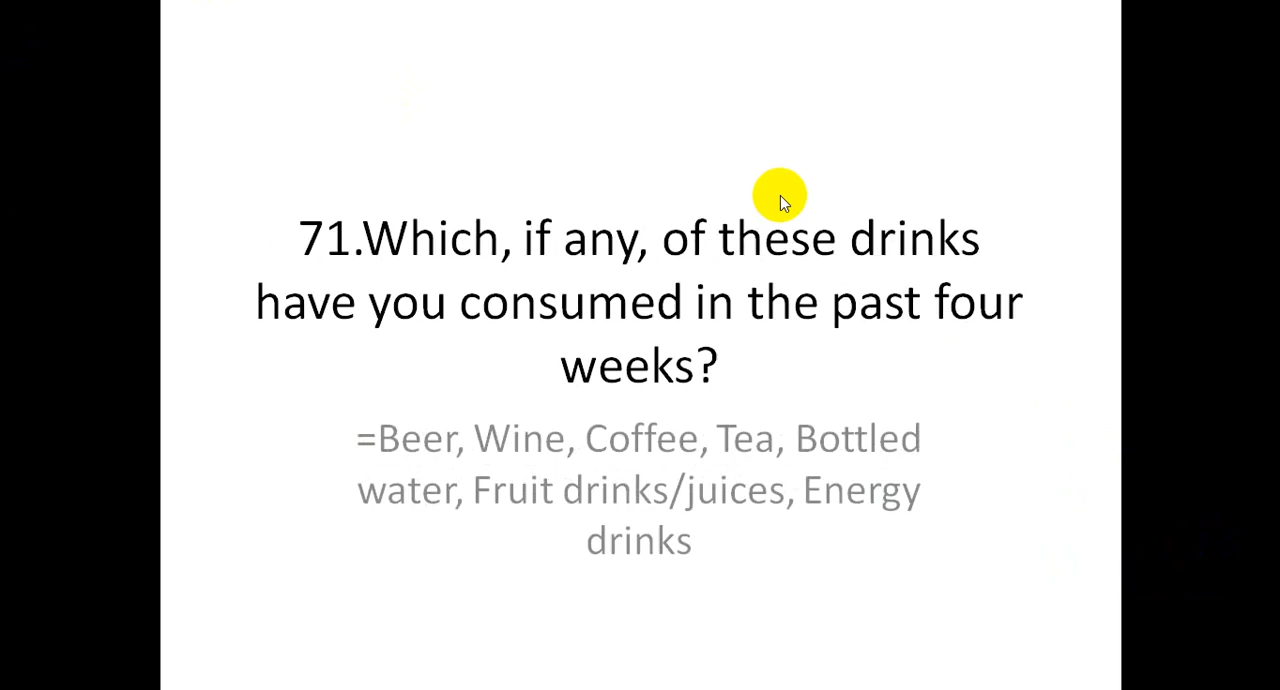 71.Which, if any, of these drinks
have you consumed in the past four
weeks?
=Beer, Wine, Coffee, Tea, Bottled
water, Fruit drinks/juices, Energy
drinks